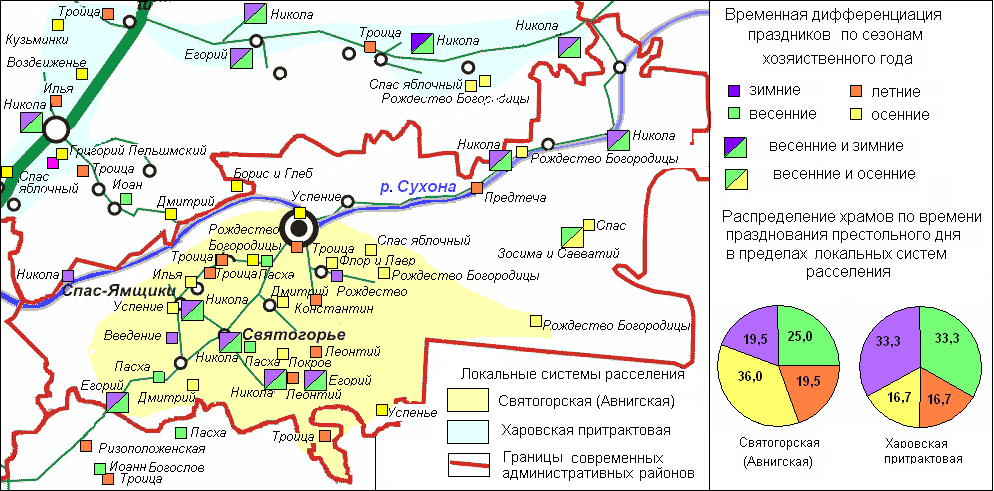 Троица
Никола
Кузьминки
Егорий
Троица
Никола
Никола
Воздвиженье
Илья
Никола
Спас яблочный
Рождество Богородицы
Григорий Пельшимский
Троица
Спас
яблочный
Иоан
Дмитрий
Борис и Глеб
Успение
р. Сухона
Никола
Никола
Рождество Богородицы
Предтеча
Рождество
Богородицы
Троица
Спас яблочный
Спас
Зосима и Савватий
Троица
Флор и Лавр
Никола
Илья
Троица
Пасха
Рождество Богородицы
Спас-Ямщики
Рождество
Никола
Дмитрий
Успение
Константин
Введение
Святогорье
Рождество Богородицы
Никола
Пасха
Покров
Леонтий
Пасха
Егорий
Дмитрий
Никола
Леонтий
Егорий
Успенье
Пасха
Троица
Ризоположенская
Иоанн Богослов
Троица
Локальные системы расселения
Святогорская (Авнигская)
Харовская притрактовая
Границы современных
административных районов
Временная дифференциация
праздников по сезонам
хозяиственного года
зимние
летние
весенние
осенние
весенние и зимние
весенние и осенние
Распределение храмов по времени
празднования престольного дня
в пределах локальных систем
расселения
19,5
25,0
36,0
19,5
33,3
33,3
16,7
16,7
Святогорская
(Авнигская)
Харовская
притрактовая